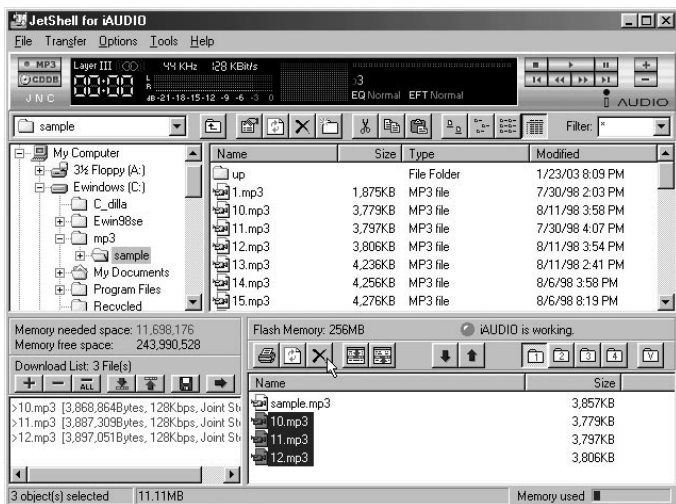 JetShell for iAUDIO
File Transfer Options Tools Help
MP3 Layer III 44 KHz 128 KBit/s
CDDB 00:00 L R
dB-21-18-15-12 -9 -6 -3 0 EQ Normal EFT Normal
JNC iAUDIO
sample Filter: *
My Computer
3½ Floppy (A:)
Ewindows (C:)
C_dilla
Ewin98se
mp3
sample
My Documents
Program Files
Recycled
Name Size Type Modified
up File Folder 1/23/03 8:09 PM
1.mp3 1,875KB MP3 file 7/30/98 2:03 PM
10.mp3 3,779KB MP3 file 8/11/98 3:58 PM
11.mp3 3,797KB MP3 file 7/30/98 4:07 PM
12.mp3 3,806KB MP3 file 8/11/98 3:54 PM
13.mp3 4,236KB MP3 file 8/11/98 2:41 PM
14.mp3 4,256KB MP3 file 8/6/98 3:58 PM
15.mp3 4,276KB MP3 file 8/6/98 8:19 PM
Memory needed space: 11,698,176
Memory free space: 243,990,528
Download List: 3 File(s)
ALL
>10.mp3 [3,868,864Bytes, 128Kbps, Joint St
>11.mp3 [3,887,309Bytes, 128Kbps, Joint St
>12.mp3 [3,897,051Bytes, 128Kbps, Joint St
Flash Memory: 256MB iAUDIO is working.
1 2 3 4 V
Name Size
sample.mp3 3,857KB
10.mp3 3,779KB
11.mp3 3,797KB
12.mp3 3,806KB
3 object(s) selected 11.11MB Memory used